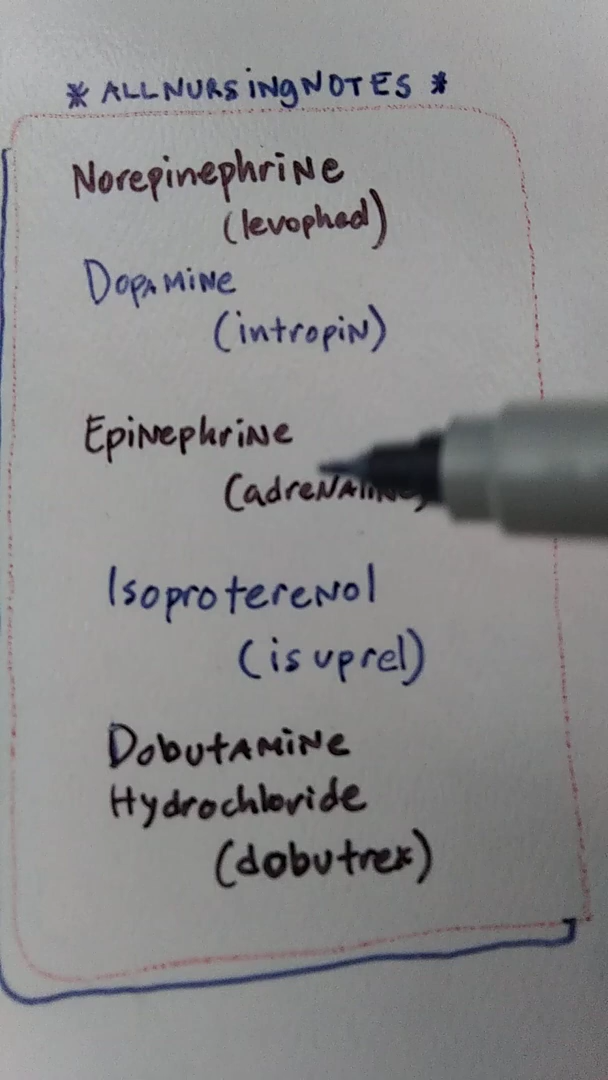 * ALLNURSINGNOTES *
Norepinephrine
(levophed)
Dopamine
(intropin)
Epinephrine
Isoproterenol
(isuprel)
Dobutamine
Hydrochloride
(dobutrex)